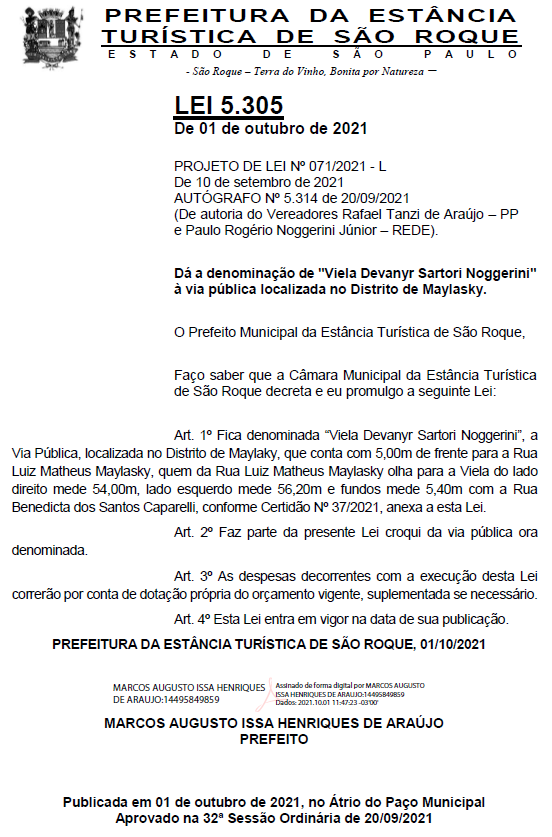 PREFEITURA DA ESTÂNCIA
TURÍSTICA DE SÃO ROQUE
ESTADO DE SÃO PAULO
- São Roque – Terra do Vinho, Bonita por Natureza –
LEI 5.305
De 01 de outubro de 2021
PROJETO DE LEI Nº 071/2021 - L
De 10 de setembro de 2021
AUTÓGRAFO Nº 5.314 de 20/09/2021
(De autoria do Vereadores Rafael Tanzi de Araújo – PP
e Paulo Rogério Noggerini Júnior – REDE).
Dá a denominação de "Viela Devanyr Sartori Noggerini"
à via pública localizada no Distrito de Maylasky.
O Prefeito Municipal da Estância Turística de São Roque,
Faço saber que a Câmara Municipal da Estância Turística
de São Roque decreta e eu promulgo a seguinte Lei:
Art. 1º Fica denominada “Viela Devanyr Sartori Noggerini”, a
Via Pública, localizada no Distrito de Maylaky, que conta com 5,00m de frente para a Rua
Luiz Matheus Maylasky, quem da Rua Luiz Matheus Maylasky olha para a Viela do lado
direito mede 54,00m, lado esquerdo mede 56,20m e fundos mede 5,40m com a Rua
Benedicta dos Santos Caparelli, conforme Certidão Nº 37/2021, anexa a esta Lei.
Art. 2º Faz parte da presente Lei croqui da via pública ora
denominada.
Art. 3º As despesas decorrentes com a execução desta Lei
correrão por conta de dotação própria do orçamento vigente, suplementada se necessário.
Art. 4º Esta Lei entra em vigor na data de sua publicação.
PREFEITURA DA ESTÂNCIA TURÍSTICA DE SÃO ROQUE, 01/10/2021
MARCOS AUGUSTO ISSA HENRIQUES
DE ARAUJO:14495849859
Assinado de forma digital por MARCOS AUGUSTO
ISSA HENRIQUES DE ARAUJO:14495849859
Dados: 2021.10.01 11:47:23 -03'00'
MARCOS AUGUSTO ISSA HENRIQUES DE ARAÚJO
PREFEITO
Publicada em 01 de outubro de 2021, no Átrio do Paço Municipal
Aprovado na 32ª Sessão Ordinária de 20/09/2021